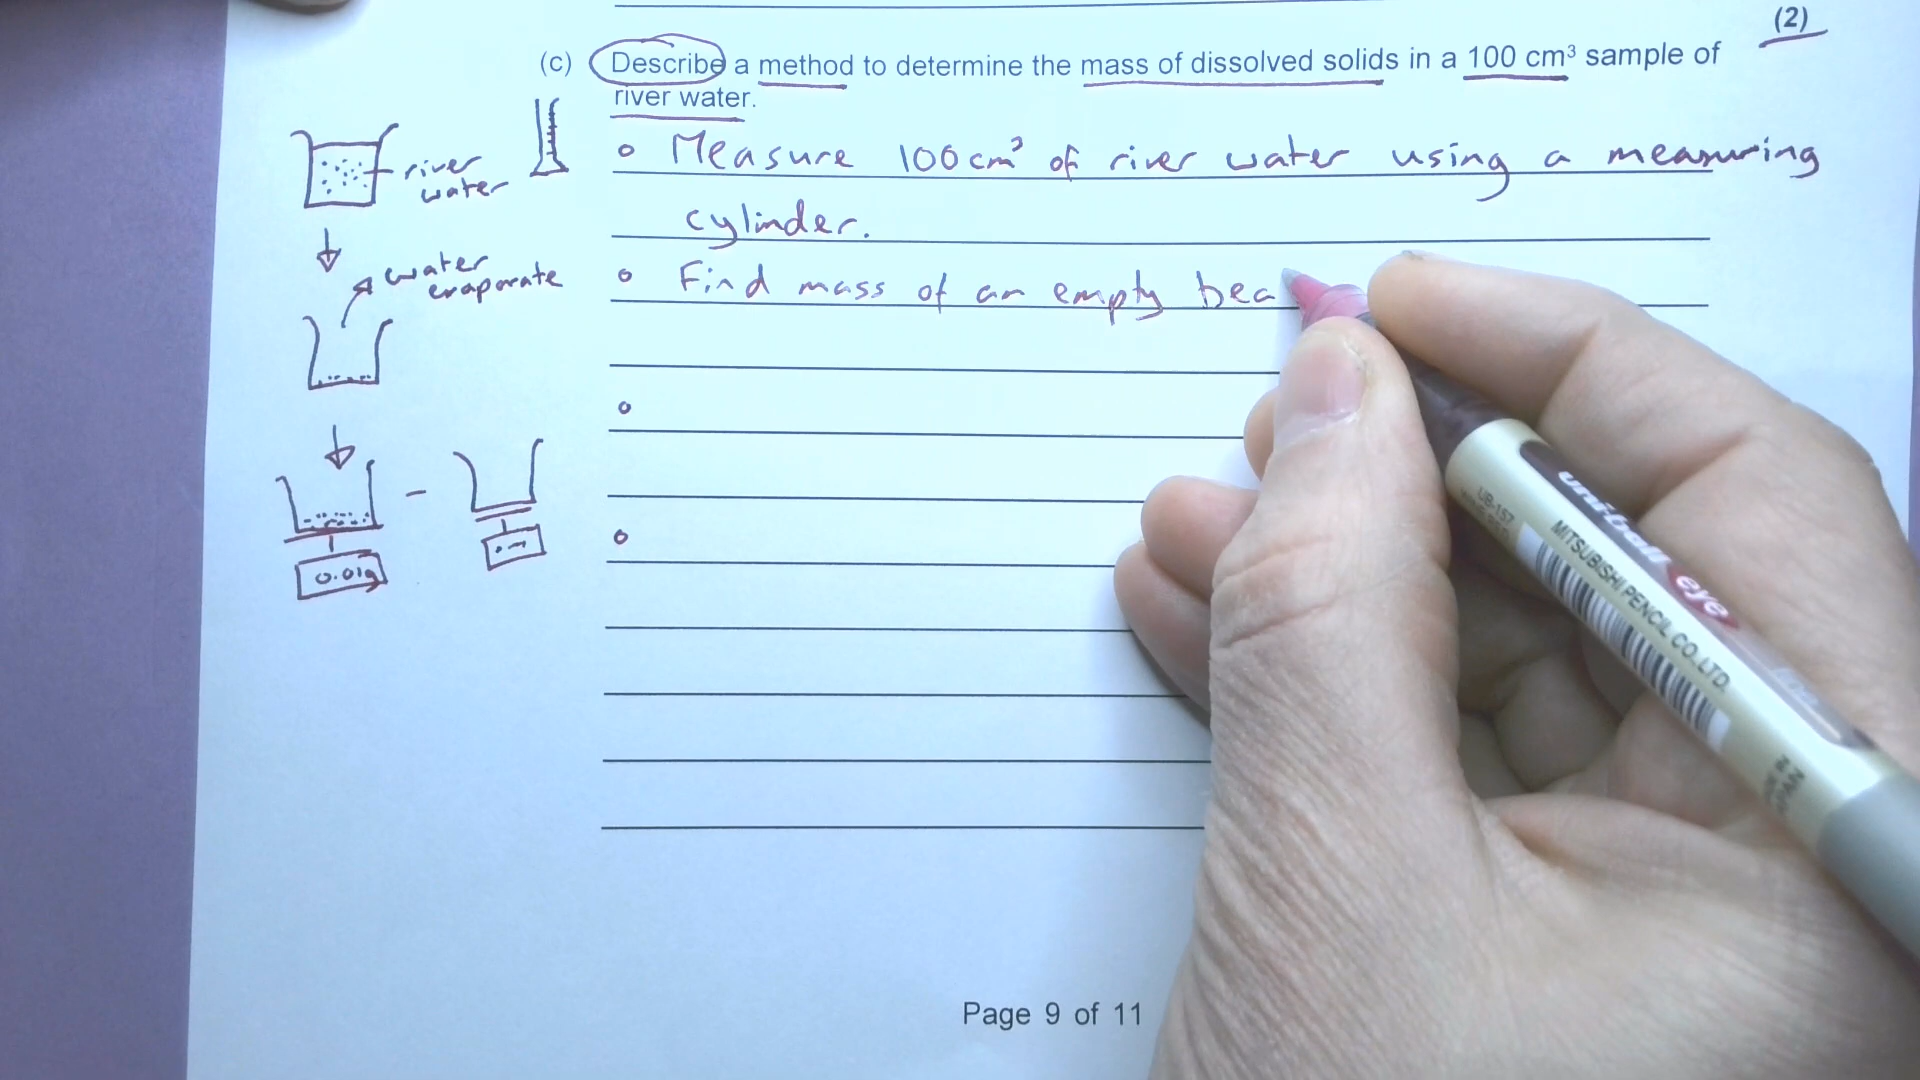 (2)
(c) Describe a method to determine the mass of dissolved solids in a 100 cm³ sample of
river water.
river
water
Measure 100cm³ of river water using a measuring
cylinder.
water
evaporate
Find mass of an empty bea
0.01g
uni-ball eye
UB-157
MITSUBISHI PENCIL CO.LTD.
Page 9 of 11